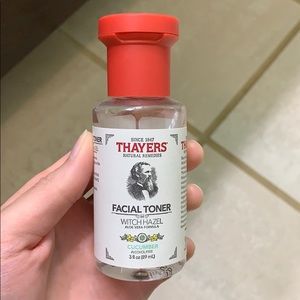 SINCE 1847
THAYERS
NATURAL REMEDIES
FACIAL TONER
WITCH HAZEL
ALOE VERA FORMULA
CUCUMBER
ALCOHOL-FREE
3 fl oz (89 mL)